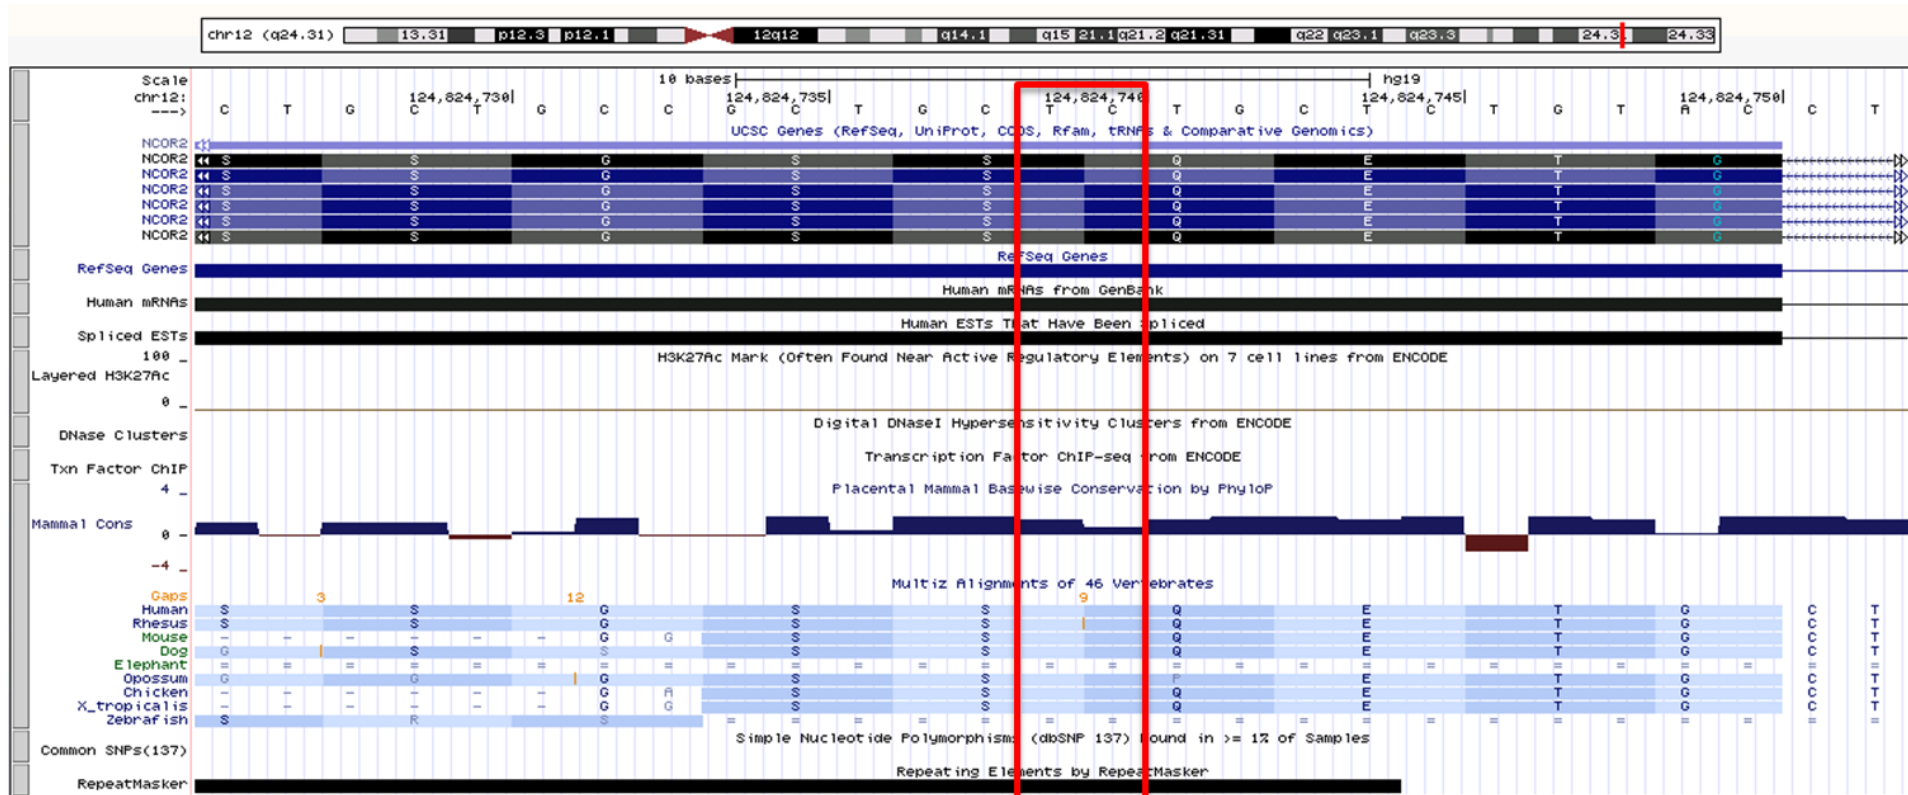 chr12 (q24.31) 13.31 p12.3 p12.1 12q12 q14.1 q15 21.1 q21.2 q21.31 q22 q23.1 q23.3 24.3 24.33
Scale 10 bases hg19
chr12: 124,824,730| 124,824,735| 124,824,740 124,824,745| 124,824,750|
---> C T G C T G C C G C T G C T C T G C T C T G T A C C T
UCSC Genes (RefSeq, UniProt, CCDS, Rfam, tRNAs & Comparative Genomics)
NCOR2
NCOR2 S S G S S Q E T G
NCOR2 S S G S S Q E T G
NCOR2 S S G S S Q E T G
NCOR2 S S G S S Q E T G
NCOR2 S S G S S Q E T G
NCOR2 S S G S S Q E T G
RefSeq Genes
RefSeq Genes
Human mRNAs from GenBank
Human mRNAs
Human ESTs That Have Been Spliced
Spliced ESTs
100 _
H3K27Ac Mark (Often Found Near Active Regulatory Elements) on 7 cell lines from ENCODE
Layered H3K27Ac
0 _
Digital DNaseI Hypersensitivity Clusters from ENCODE
DNase Clusters
Transcription Factor ChIP-seq from ENCODE
Txn Factor ChIP
4 _
Placental Mammal Basewise Conservation by PhyloP
Mammal Cons
0 -
-4 _
Multiz Alignments of 46 Vertebrates
Gaps 3 12 9
Human S S G S S Q E T G C T
Rhesus S S G S S Q E T G C T
Mouse - - - - - - G G S S Q E T G C T
Dog G S S S S Q E T G C T
Elephant = = = = = = = = = = = = = = = = = = = = = = = = = = =
Opossum G G G S S P E T G C T
Chicken - - - - - - G A S S Q E T G C T
X_tropicalis - - - - - - G G S S Q E T G C T
Zebrafish S R S = = = = = = = = = = = = = = = = = = =
Simple Nucleotide Polymorphisms (dbSNP 137) Found in >= 1% of Samples
Common SNPs(137)
Repeating Elements by RepeatMasker
RepeatMasker